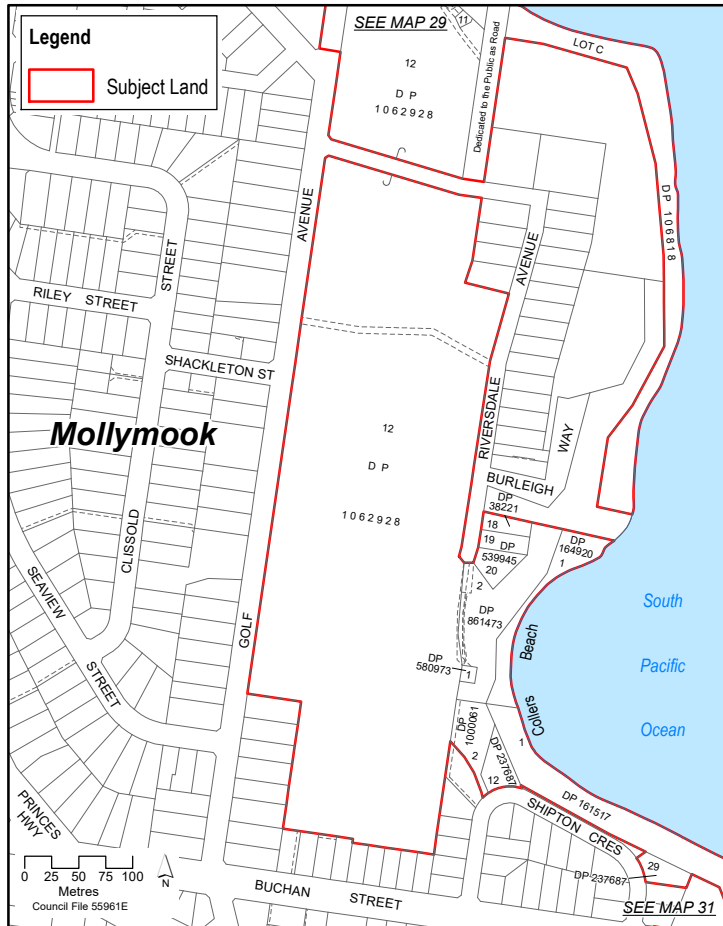 Legend
Subject Land
SEE MAP 29
11
12
D P
1062928
Dedicated to the Public as Road
LOT C
DP 106818
AVENUE
AVENUE
STREET
RILEY STREET
SHACKLETON ST
Mollymook
12
D P
1062928
RIVERSDALE
WAY
BURLEIGH
DP
38221
18
19
DP
539945
20
DP
164920
1
2
DP
861473
CLISSOLD
SEAVIEW
STREET
GOLF
DP
580973
1
Beach
Collers
South
Pacific
Ocean
DP
1000061
2
DP 237687
12
1
DP 161517
SHIPTON CRES
PRINCES
HWY
29
DP 237687
0 25 50 75 100
Metres
Council File 55961E
N
BUCHAN STREET
SEE MAP 31